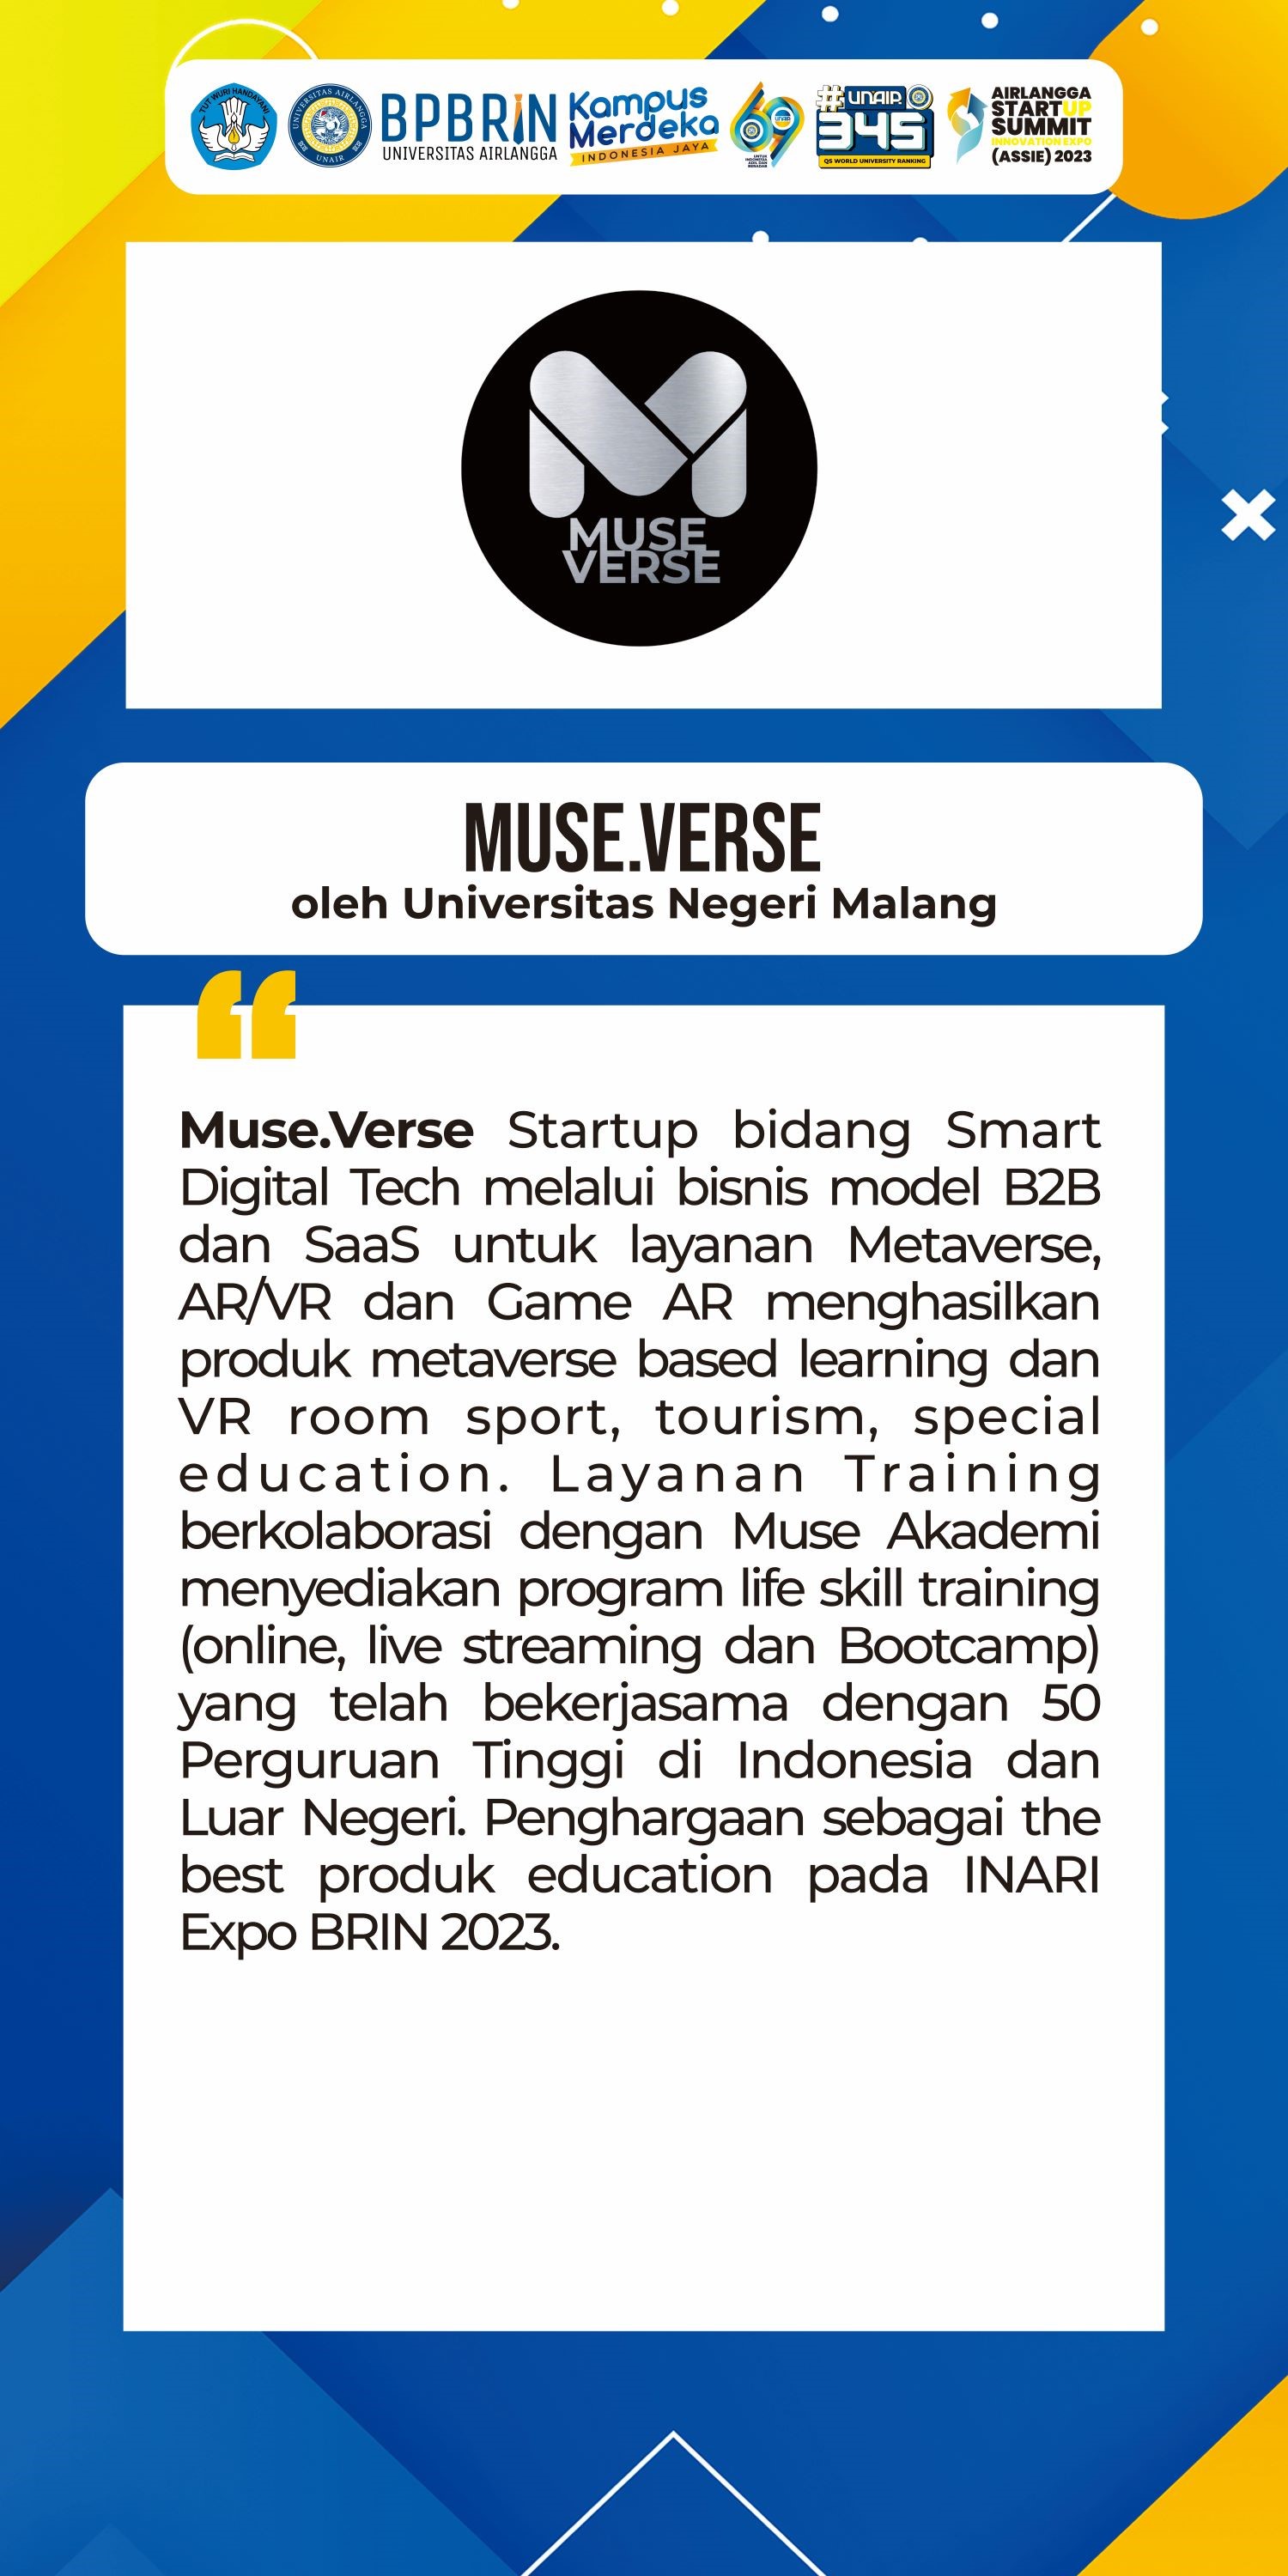 TUT WURI HANDAYANI
UNIVERSITAS AIRLANGGA
UNAIR
BPBRIN
UNIVERSITAS AIRLANGGA
Kampus
Merdeka
INDONESIA JAYA
69
#UNAIR
345
QS WORLD UNIVERSITY RANKING
AIRLANGGA
STARTUP
SUMMIT
INNOVATION EXPO
(ASSIE) 2023
MUSE
VERSE
MUSE.VERSE
oleh Universitas Negeri Malang
“
Muse.Verse Startup bidang Smart
Digital Tech melalui bisnis model B2B
dan SaaS untuk layanan Metaverse,
AR/VR dan Game AR menghasilkan
produk metaverse based learning dan
VR room sport, tourism, special
education. Layanan Training
berkolaborasi dengan Muse Akademi
menyediakan program life skill training
(online, live streaming dan Bootcamp)
yang telah bekerjasama dengan 50
Perguruan Tinggi di Indonesia dan
Luar Negeri. Penghargaan sebagai the
best produk education pada INARI
Expo BRIN 2023.